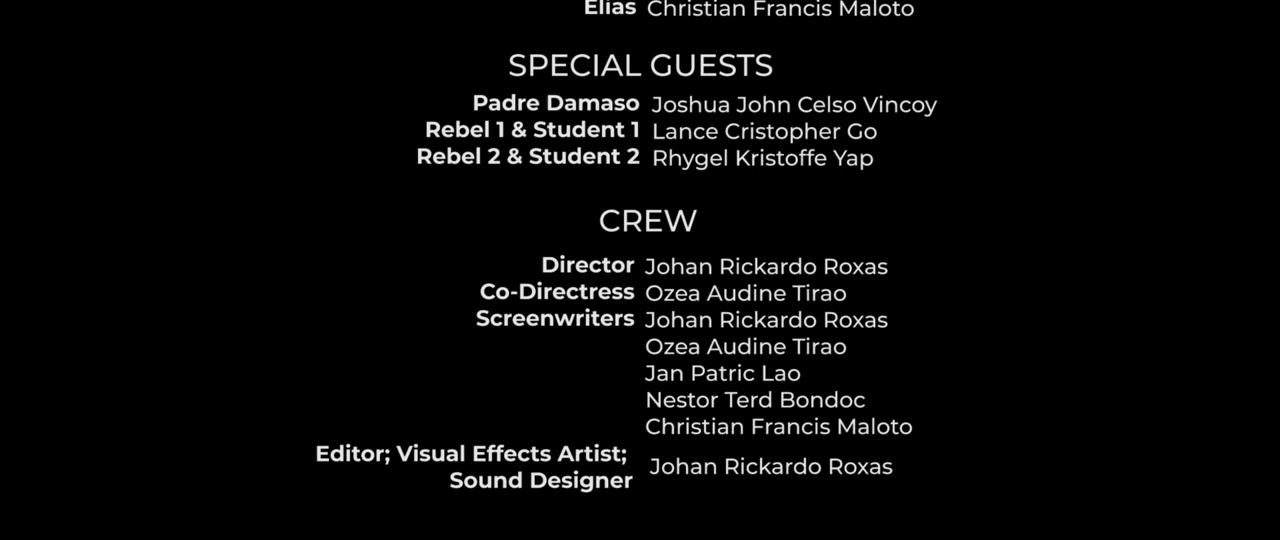 Elias Christian Francis Maloto
SPECIAL GUESTS
Padre Damaso Joshua John Celso Vincoy
Rebel 1 & Student 1 Lance Cristopher Go
Rebel 2 & Student 2 Rhygel Kristoffe Yap
CREW
Director Johan Rickardo Roxas
Co-Directress Ozea Audine Tirao
Screenwriters Johan Rickardo Roxas
Ozea Audine Tirao
Jan Patric Lao
Nestor Terd Bondoc
Christian Francis Maloto
Editor; Visual Effects Artist;
Sound Designer Johan Rickardo Roxas